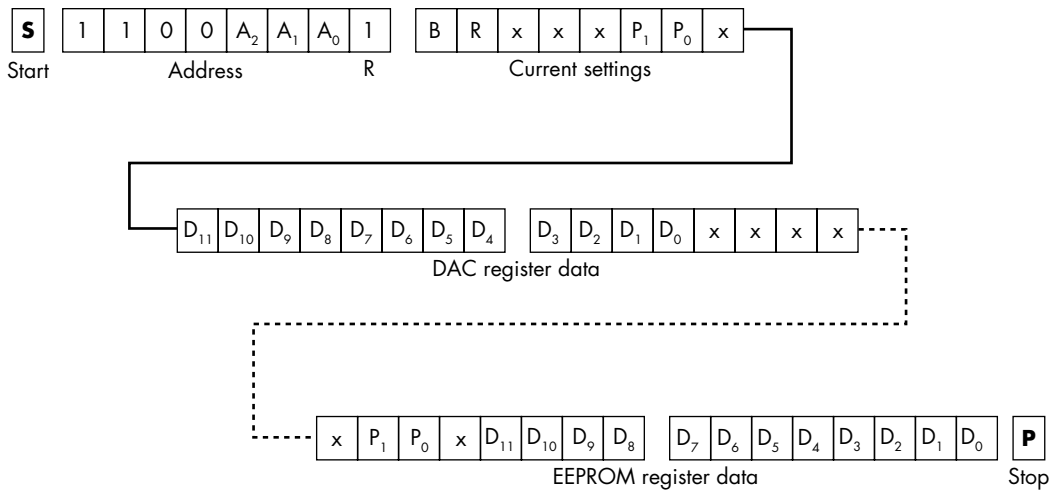 S 1 1 0 0 A₂ A₁ A₀ 1 B R x x x P₁ P₀ x
Start Address R Current settings
D₁₁ D₁₀ D₉ D₈ D₇ D₆ D₅ D₄ D₃ D₂ D₁ D₀ x x x x
DAC register data
x P₁ P₀ x D₁₁ D₁₀ D₉ D₈ D₇ D₆ D₅ D₄ D₃ D₂ D₁ D₀ P
EEPROM register data Stop